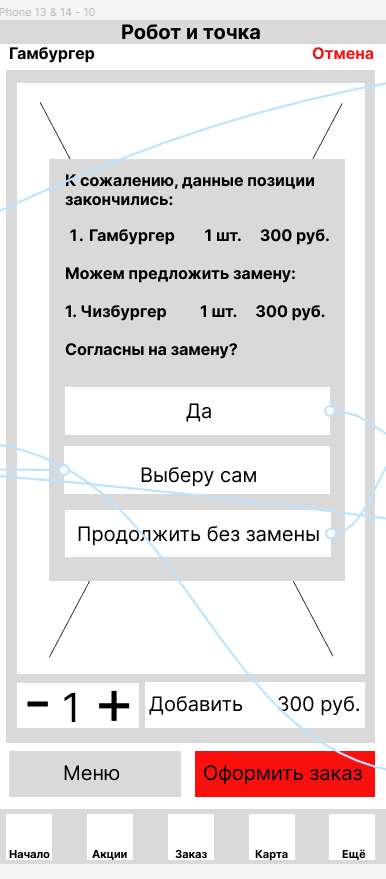 iPhone 13 & 14 - 10
Робот и точка
Гамбургер Отмена
К сожалению, данные позиции
закончились:
1. Гамбургер 1 шт. 300 руб.
Можем предложить замену:
1. Чизбургер 1 шт. 300 руб.
Согласны на замену?
Да
Выберу сам
Продолжить без замены
- 1 + Добавить 300 руб.
Меню Оформить заказ
Начало Акции Заказ Карта Ещё